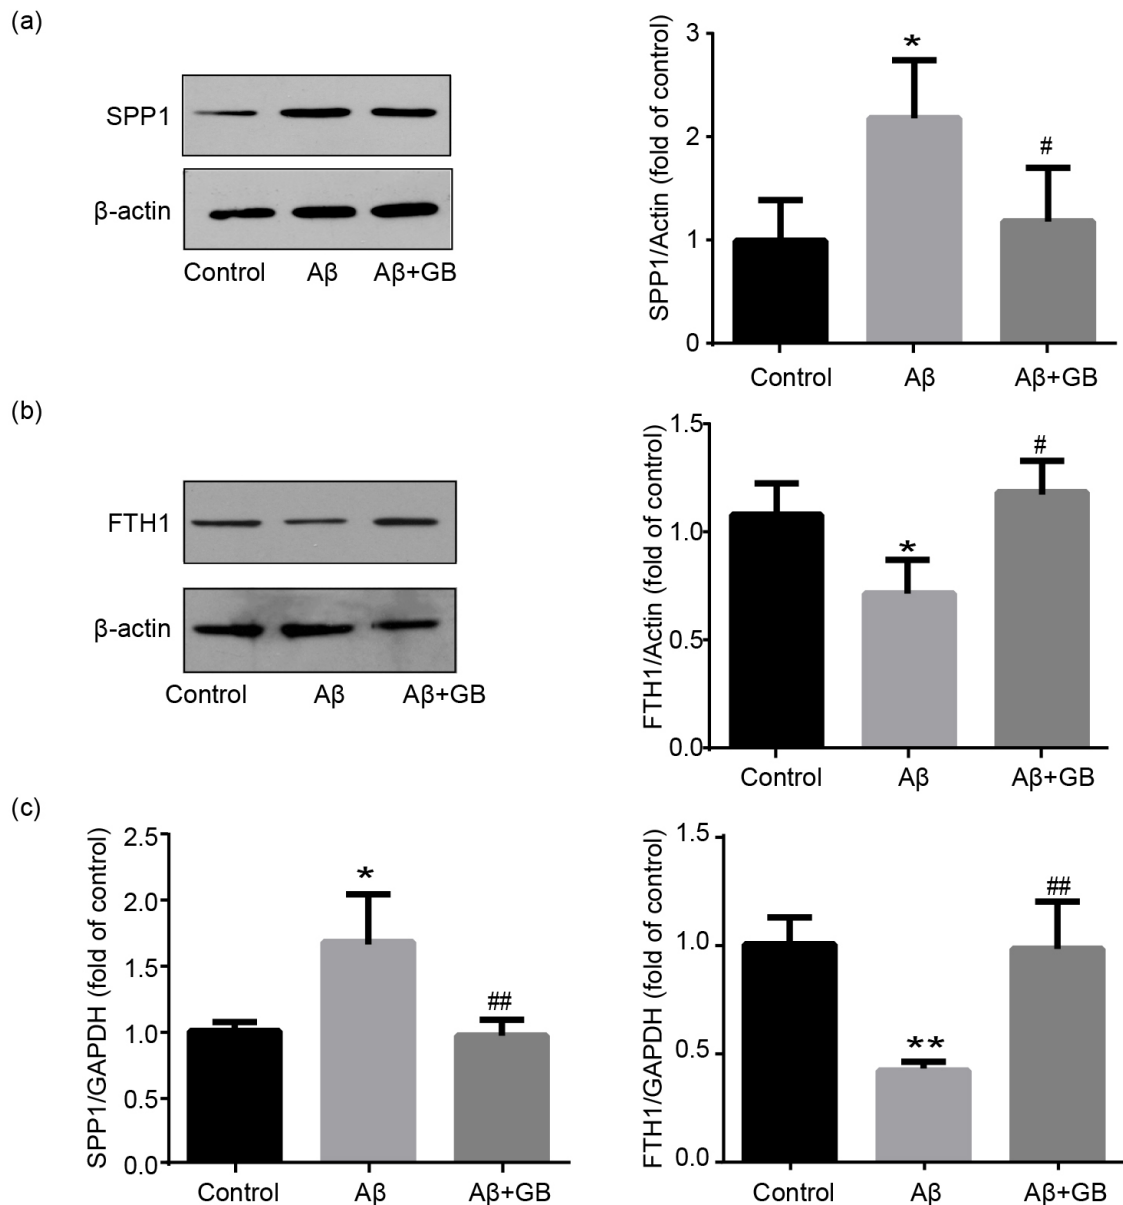 (a)
SPP1
β-actin
Control Aβ Aβ+GB
SPP1/Actin (fold of control)
3
2
1
0
*
#
Control Aβ Aβ+GB
(b)
FTH1
β-actin
Control Aβ Aβ+GB
FTH1/Actin (fold of control)
1.5
1.0
0.5
0.0
*
#
Control Aβ Aβ+GB
(c)
SPP1/GAPDH (fold of control)
2.5
2.0
1.5
1.0
0.5
0.0
*
##
Control Aβ Aβ+GB
FTH1/GAPDH (fold of control)
1.5
1.0
0.5
0.0
**
##
Control Aβ Aβ+GB